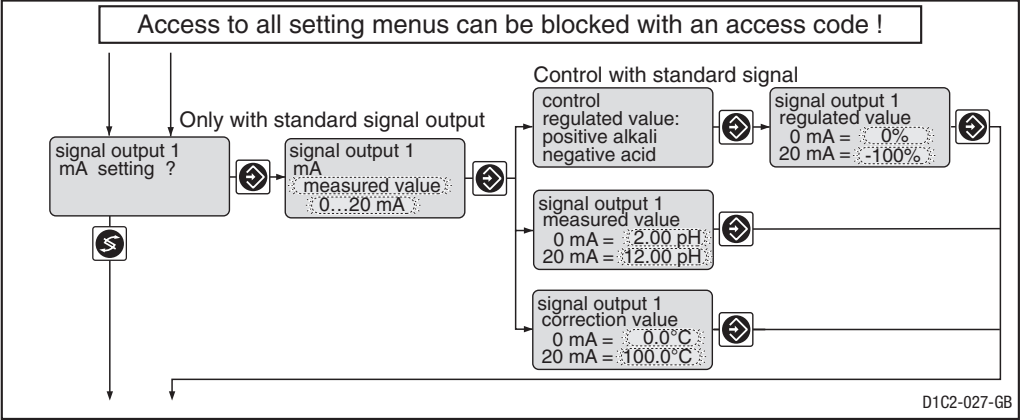 Access to all setting menus can be blocked with an access code !
Control with standard signal
Only with standard signal output
signal output 1
mA setting ?
signal output 1
mA
measured value
0...20 mA
control
regulated value:
positive alkali
negative acid
signal output 1
regulated value
0 mA = 0%
20 mA = -100%
signal output 1
measured value
0 mA = 2.00 pH
20 mA = 12.00 pH
signal output 1
correction value
0 mA = 0.0°C
20 mA = 100.0°C
D1C2-027-GB